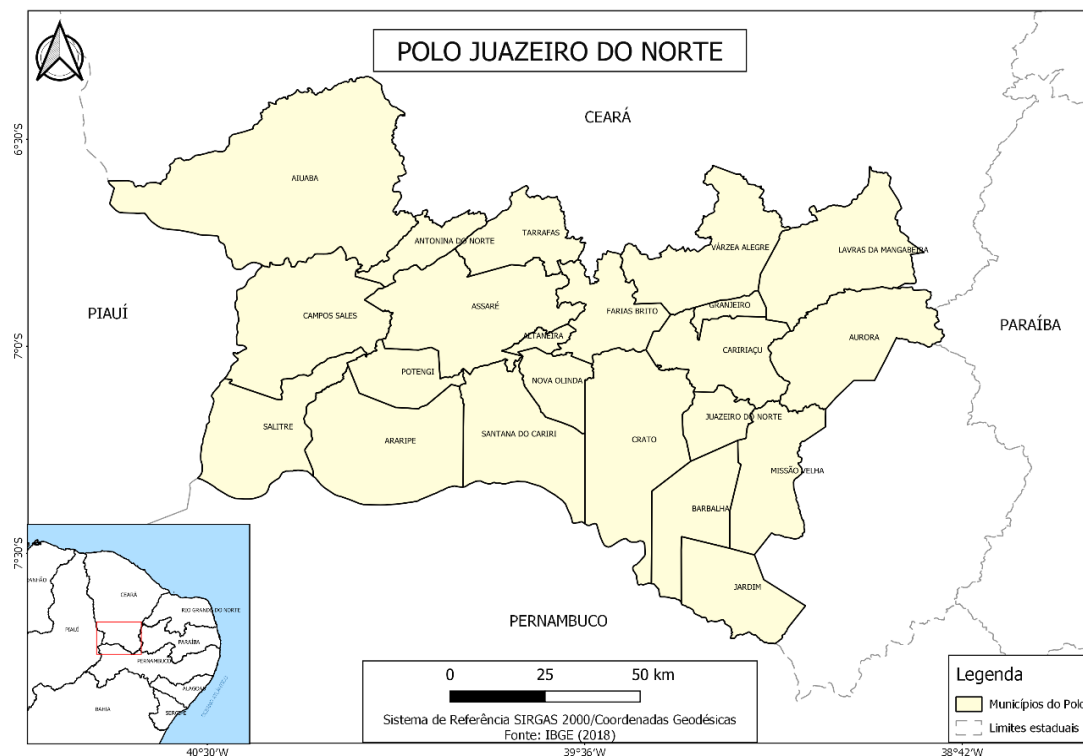 POLO JUAZEIRO DO NORTE
CEARÁ
6°30'S
AIUABA
ANTONINA DO NORTE
TARRAFAS
VÁRZEA ALEGRE
LAVRAS DA MANGABEIRA
PIAUÍ
CAMPOS SALES
ASSARÉ
FARIAS BRITO
GRANJEIRO
PARAÍBA
7°0'S
ALTANEIRA
CARIRIAÇU
AURORA
POTENGI
NOVA OLINDA
SALITRE
ARARIPE
SANTANA DO CARIRI
CRATO
JUAZEIRO DO NORTE
MISSÃO VELHA
BARBALHA
7°30'S
JARDIM
PERNAMBUCO
CEARÁ
RIO GRANDE DO NORTE
PIAUÍ
PARAÍBA
PERNAMBUCO
ALAGOAS
BAHIA
SERGIPE
0 25 50 km
Sistema de Referência SIRGAS 2000/Coordenadas Geodésicas
Fonte: IBGE (2018)
Legenda
Municípios do Polo
Limites estaduais
40°30'W
39°36'W
38°42'W